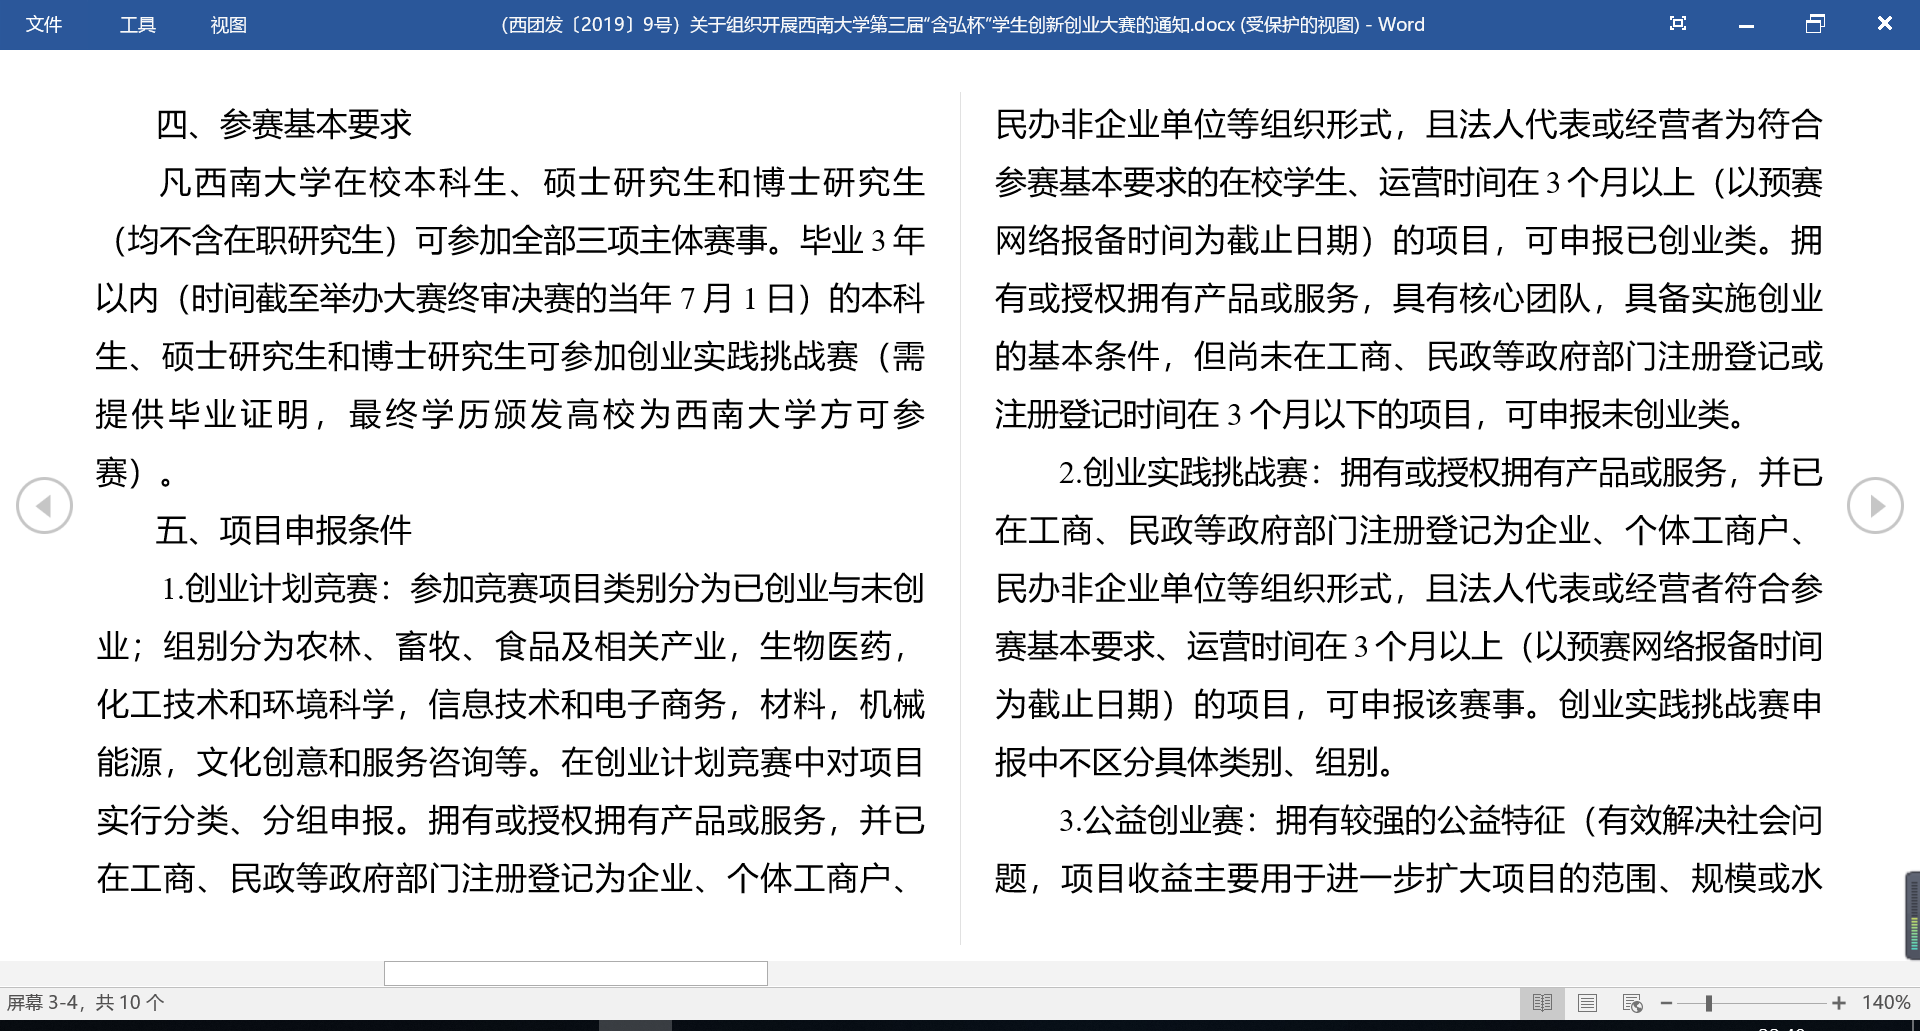 文件 工具 视图 （西团发〔2019〕9号）关于组织开展西南大学第三届“含弘杯”学生创新创业大赛的通知.docx (受保护的视图) - Word
四、参赛基本要求
凡西南大学在校本科生、硕士研究生和博士研究生
（均不含在职研究生）可参加全部三项主体赛事。毕业 3 年
以内（时间截至举办大赛终审决赛的当年 7 月 1 日）的本科
生、硕士研究生和博士研究生可参加创业实践挑战赛（需
提供毕业证明，最终学历颁发高校为西南大学方可参
赛）。
五、项目申报条件
1.创业计划竞赛：参加竞赛项目类别分为已创业与未创
业；组别分为农林、畜牧、食品及相关产业，生物医药，
化工技术和环境科学，信息技术和电子商务，材料，机械
能源，文化创意和服务咨询等。在创业计划竞赛中对项目
实行分类、分组申报。拥有或授权拥有产品或服务，并已
在工商、民政等政府部门注册登记为企业、个体工商户、
民办非企业单位等组织形式，且法人代表或经营者为符合
参赛基本要求的在校学生、运营时间在 3 个月以上（以预赛
网络报备时间为截止日期）的项目，可申报已创业类。拥
有或授权拥有产品或服务，具有核心团队，具备实施创业
的基本条件，但尚未在工商、民政等政府部门注册登记或
注册登记时间在 3 个月以下的项目，可申报未创业类。
2.创业实践挑战赛：拥有或授权拥有产品或服务，并已
在工商、民政等政府部门注册登记为企业、个体工商户、
民办非企业单位等组织形式，且法人代表或经营者符合参
赛基本要求、运营时间在 3 个月以上（以预赛网络报备时间
为截止日期）的项目，可申报该赛事。创业实践挑战赛申
报中不区分具体类别、组别。
3.公益创业赛：拥有较强的公益特征（有效解决社会问
题，项目收益主要用于进一步扩大项目的范围、规模或水
屏幕 3-4，共 10 个 140%